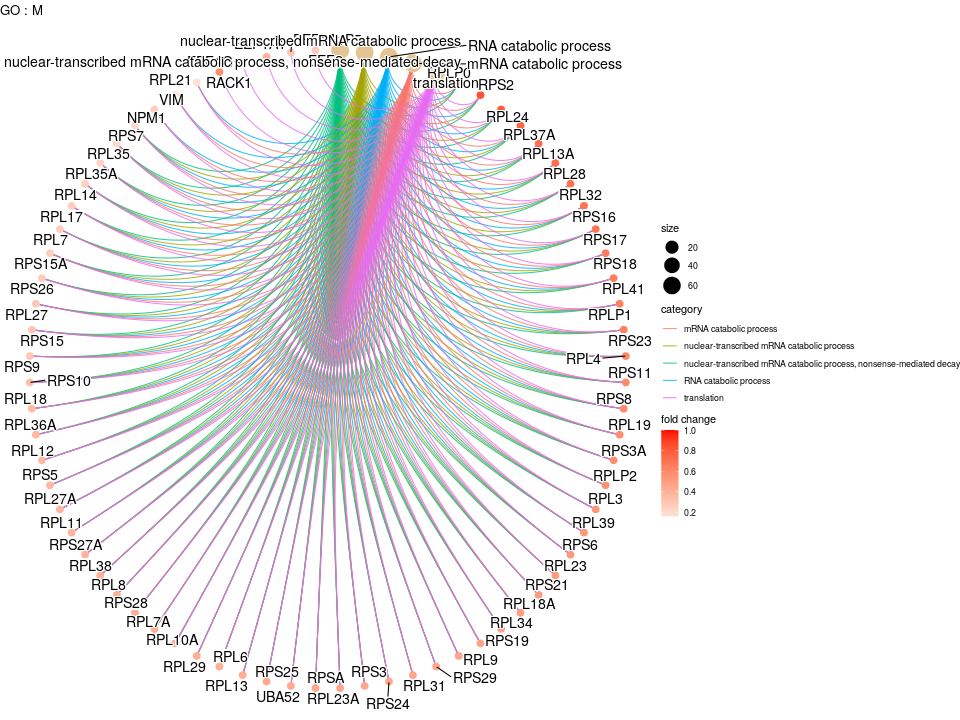 GO : M
nuclear-transcribed mRNA catabolic process
RNA catabolic process
nuclear-transcribed mRNA catabolic process, nonsense-mediated decay
mRNA catabolic process
translation
RPLP0
RPS2
RPL21
RACK1
VIM
RPL24
NPM1
RPL37A
RPS7
RPL13A
RPL35
RPL28
RPL35A
RPL32
RPL14
RPS16
RPL17
RPS17
RPL7
RPS18
RPS15A
RPL41
RPS26
RPLP1
RPL27
RPS23
RPS15
RPL4
RPS9
RPS11
RPS10
RPS8
RPL18
RPL19
RPL36A
RPS3A
RPL12
RPLP2
RPS5
RPL3
RPL27A
RPL39
RPL11
RPS6
RPS27A
RPL23
RPL38
RPS21
RPL8
RPL18A
RPS28
RPL34
RPL7A
RPS19
RPL10A
RPL9
RPL29
RPL6
RPS29
RPL13
RPS25
UBA52
RPSA
RPL23A
RPS3
RPS24
RPL31
size
20
40
60
category
mRNA catabolic process
nuclear-transcribed mRNA catabolic process
nuclear-transcribed mRNA catabolic process, nonsense-mediated decay
RNA catabolic process
translation
fold change
1.0
0.8
0.6
0.4
0.2